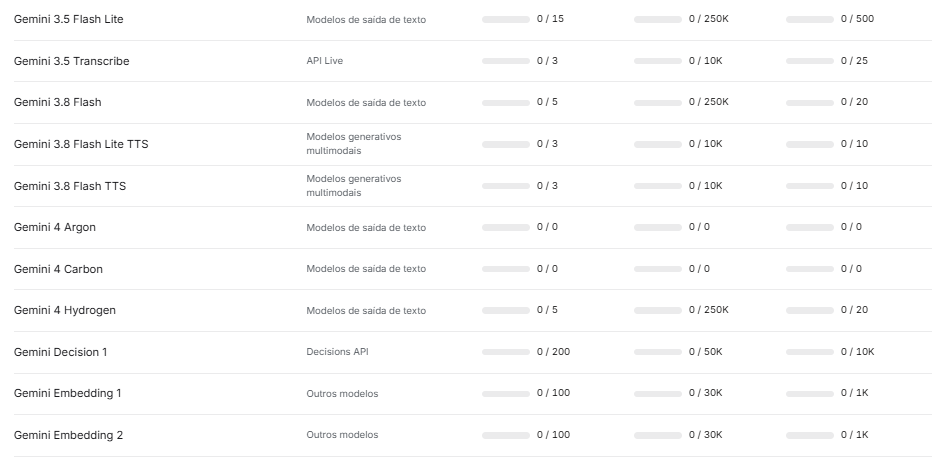 Gemini 3.5 Flash Lite Modelos de saída de texto 0 / 15 0 / 250K 0 / 500
Gemini 3.5 Transcribe API Live 0 / 3 0 / 10K 0 / 25
Gemini 3.8 Flash Modelos de saída de texto 0 / 5 0 / 250K 0 / 20
Gemini 3.8 Flash Lite TTS Modelos generativos multimodais 0 / 3 0 / 10K 0 / 10
Gemini 3.8 Flash TTS Modelos generativos multimodais 0 / 3 0 / 10K 0 / 10
Gemini 4 Argon Modelos de saída de texto 0 / 0 0 / 0 0 / 0
Gemini 4 Carbon Modelos de saída de texto 0 / 0 0 / 0 0 / 0
Gemini 4 Hydrogen Modelos de saída de texto 0 / 5 0 / 250K 0 / 20
Gemini Decision 1 Decisions API 0 / 200 0 / 50K 0 / 10K
Gemini Embedding 1 Outros modelos 0 / 100 0 / 30K 0 / 1K
Gemini Embedding 2 Outros modelos 0 / 100 0 / 30K 0 / 1K